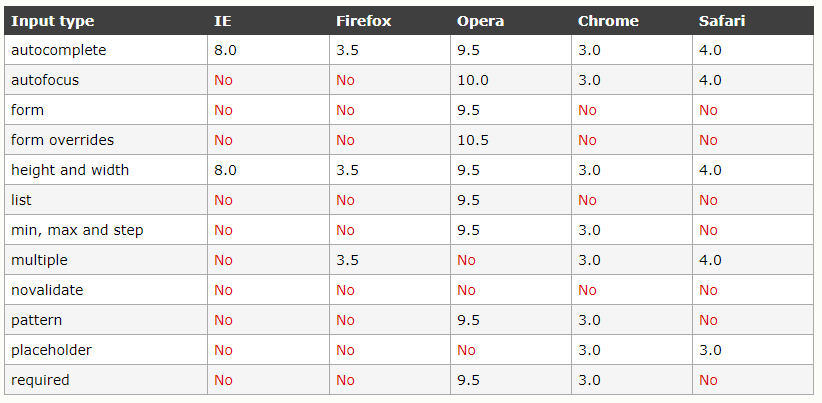 Input type IE Firefox Opera Chrome Safari
autocomplete 8.0 3.5 9.5 3.0 4.0
autofocus No No 10.0 3.0 4.0
form No No 9.5 No No
form overrides No No 10.5 No No
height and width 8.0 3.5 9.5 3.0 4.0
list No No 9.5 No No
min, max and step No No 9.5 3.0 No
multiple No 3.5 No 3.0 4.0
novalidate No No No No No
pattern No No 9.5 3.0 No
placeholder No No No 3.0 3.0
required No No 9.5 3.0 No